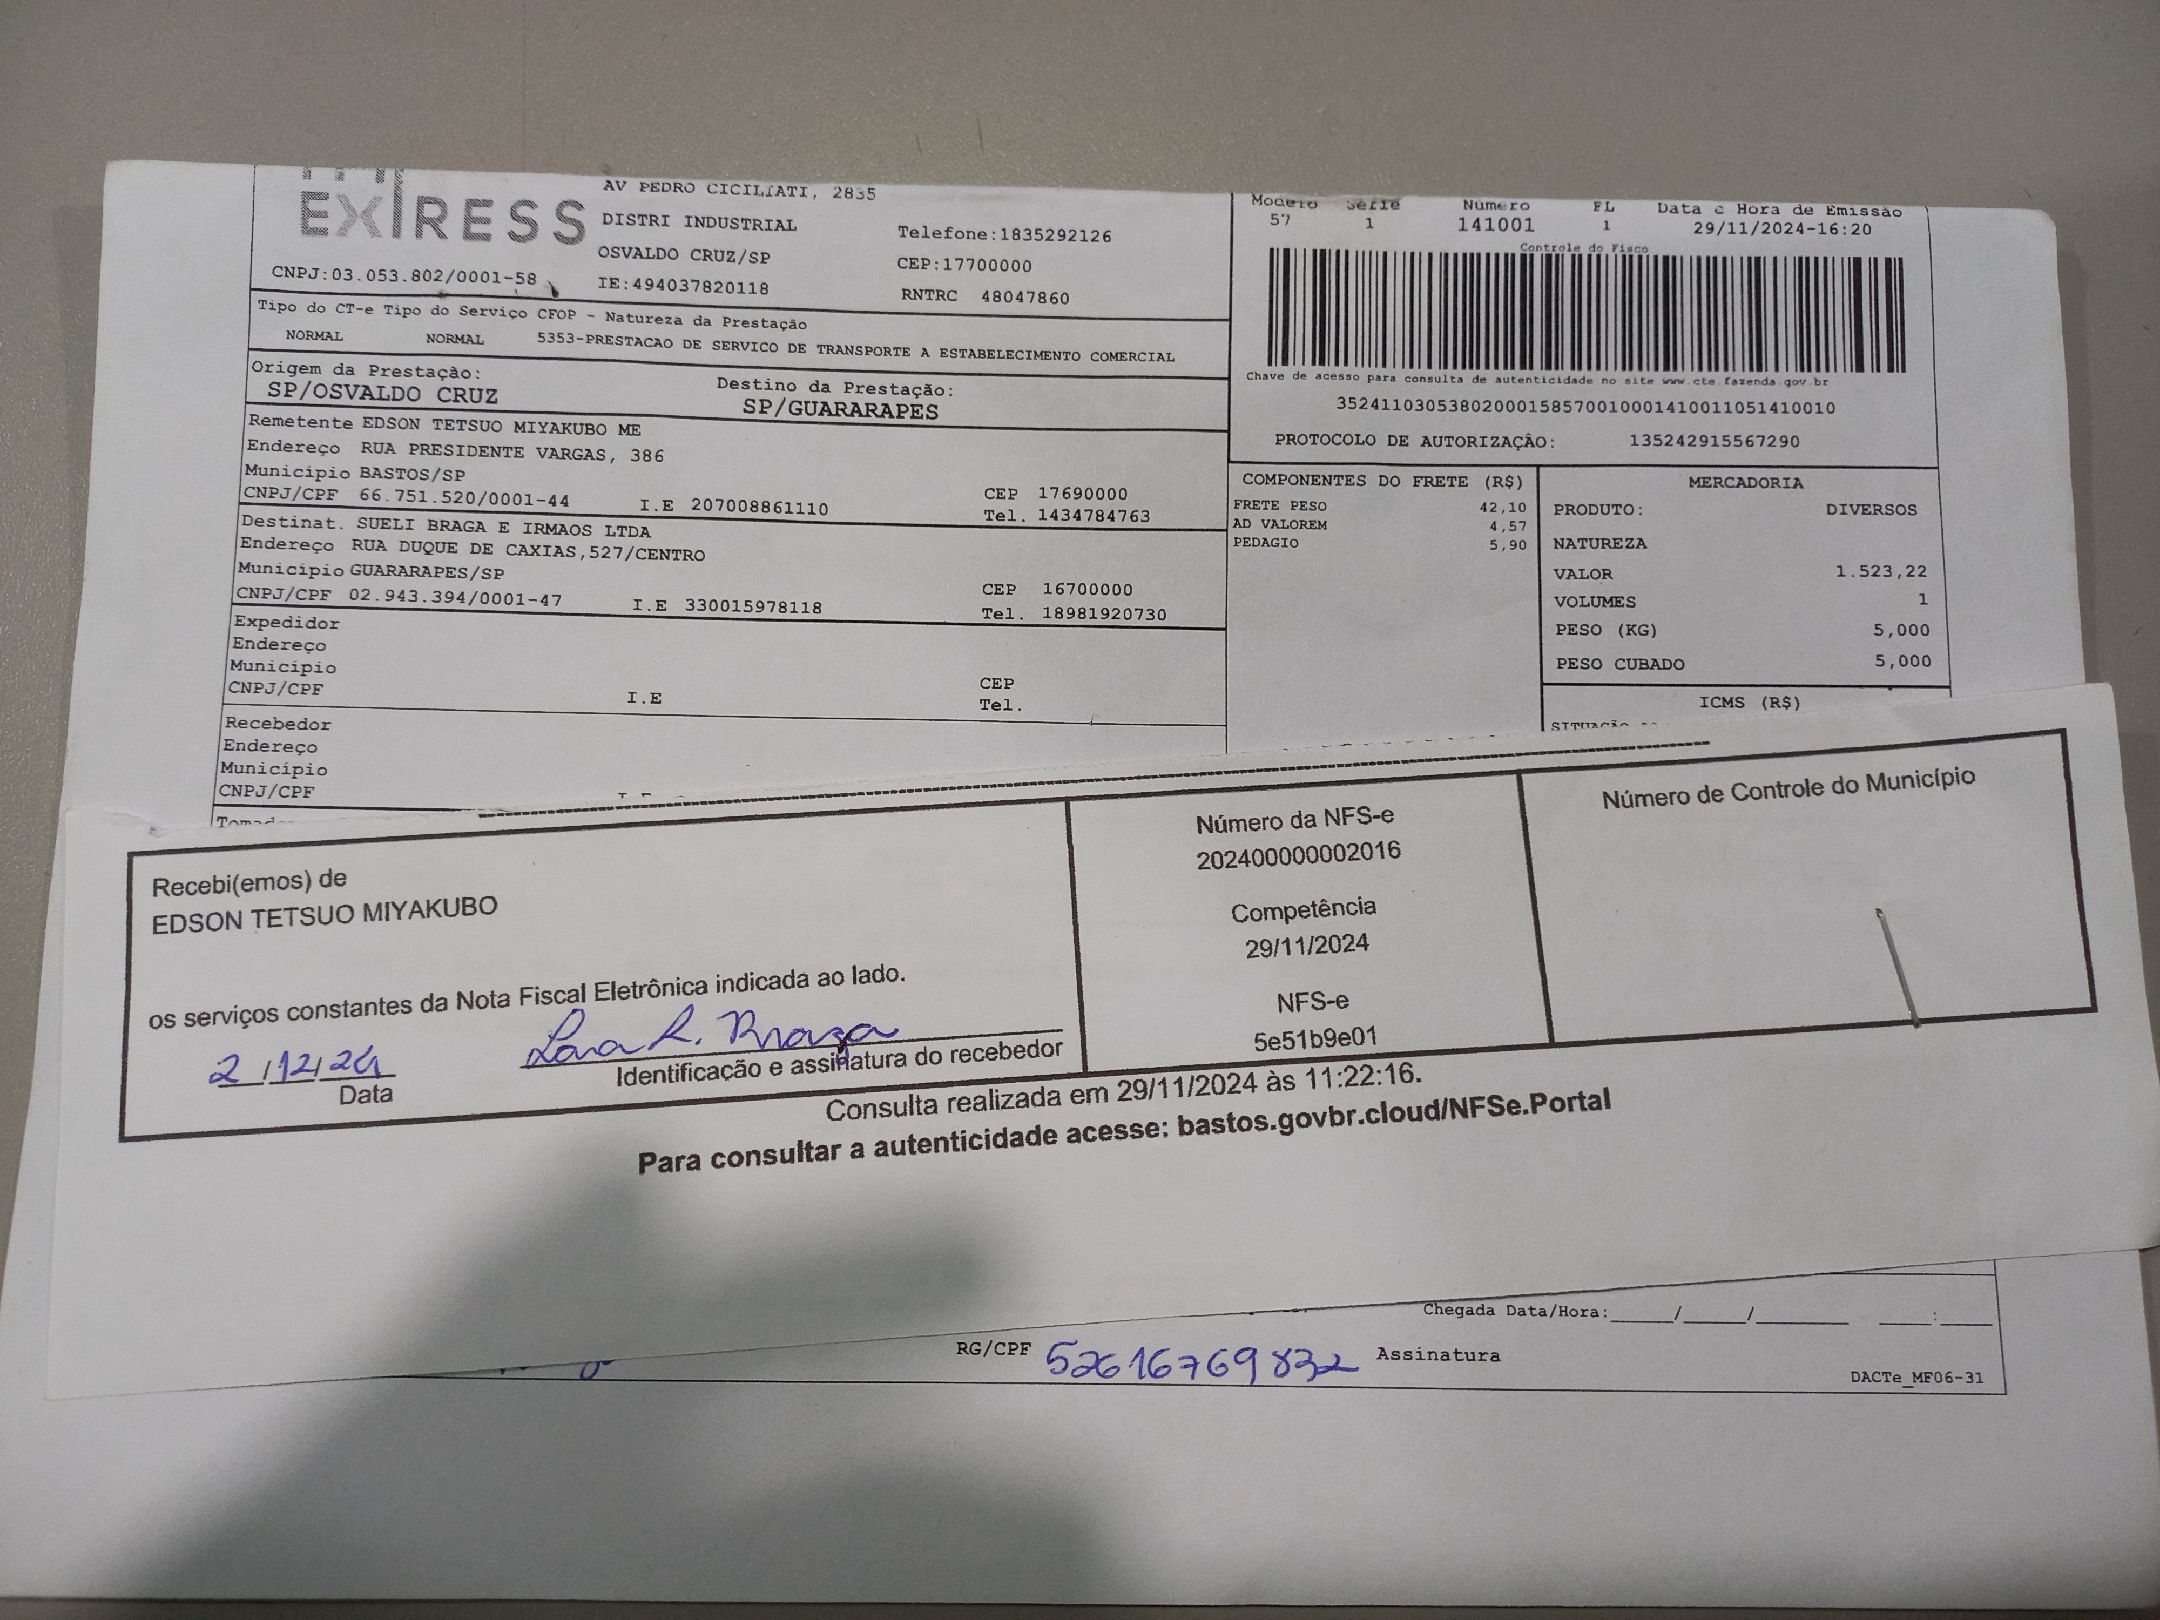 EXPRESS
AV PEDRO CICILIATI, 2835
DISTRI INDUSTRIAL
OSVALDO CRUZ/SP
IE:494037820118
Telefone:1835292126
CEP:17700000
RNTRC 48047860
CNPJ:03.053.802/0001-58
Modelo Série Número FL Data e Hora de Emissão
57 1 141001 1 29/11/2024-16:20
Controle do Fisco
Chave de acesso para consulta de autenticidade no site www.cte.fazenda.gov.br
35241103053802000158570010001410011051410010
PROTOCOLO DE AUTORIZAÇÃO: 135242915567290
Tipo do CT-e Tipo do Serviço CFOP - Natureza da Prestação
NORMAL NORMAL 5353-PRESTACAO DE SERVICO DE TRANSPORTE A ESTABELECIMENTO COMERCIAL
Origem da Prestação: Destino da Prestação:
SP/OSVALDO CRUZ SP/GUARARAPES
Remetente EDSON TETSUO MIYAKUBO ME
Endereço RUA PRESIDENTE VARGAS, 386
Município BASTOS/SP CEP 17690000
CNPJ/CPF 66.751.520/0001-44 I.E 207008861110 Tel. 1434784763
Destinat. SUELI BRAGA E IRMAOS LTDA
Endereço RUA DUQUE DE CAXIAS,527/CENTRO
Município GUARARAPES/SP CEP 16700000
CNPJ/CPF 02.943.394/0001-47 I.E 330015978118 Tel. 18981920730
Expedidor
Endereço
Município CEP
CNPJ/CPF I.E Tel.
Recebedor
Endereço
Município
CNPJ/CPF
COMPONENTES DO FRETE (R$)
FRETE PESO 42,10
AD VALOREM 4,57
PEDAGIO 5,90
MERCADORIA
PRODUTO: DIVERSOS
NATUREZA
VALOR 1.523,22
VOLUMES 1
PESO (KG) 5,000
PESO CUBADO 5,000
ICMS (R$)
Recebi(emos) de
EDSON TETSUO MIYAKUBO
os serviços constantes da Nota Fiscal Eletrônica indicada ao lado.
2/12/24 Lara R. Braga
Data Identificação e assinatura do recebedor
Número da NFS-e
202400000002016
Competência
29/11/2024
NFS-e
5e51b9e01
Número de Controle do Município
Consulta realizada em 29/11/2024 às 11:22:16.
Para consultar a autenticidade acesse: bastos.govbr.cloud/NFSe.Portal
Chegada Data/Hora:_____/_____/_______ ____:____
RG/CPF 52616769832 Assinatura
DACTe_MF06-31